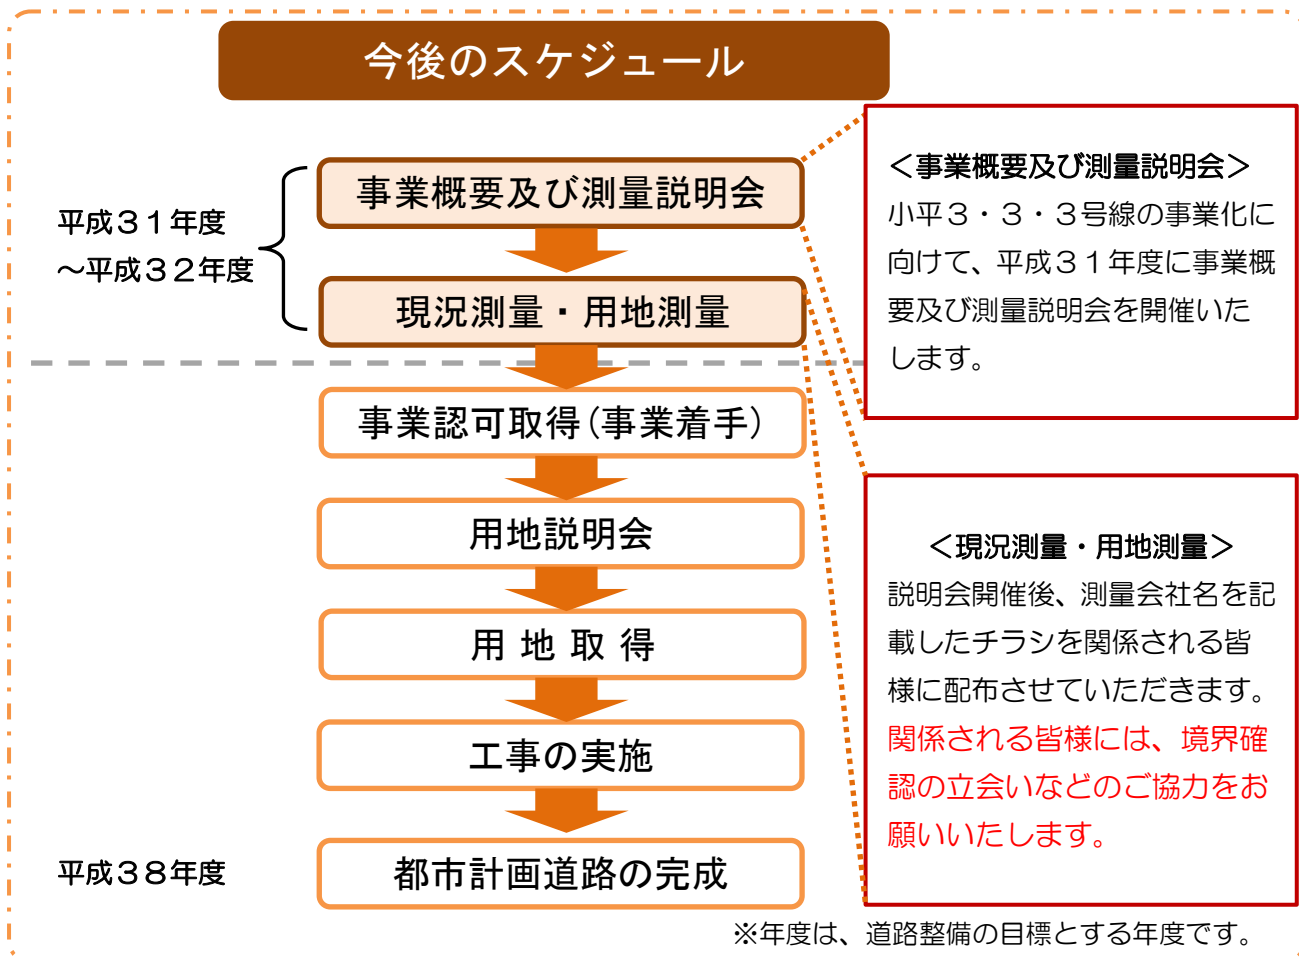 今後のスケジュール
平成３１年度
～平成３２年度
事業概要及び測量説明会
現況測量・用地測量
事業認可取得（事業着手）
用地説明会
用 地 取 得
工事の実施
平成３８年度
都市計画道路の完成
＜事業概要及び測量説明会＞
小平３・３・３号線の事業化に
向けて、平成３１年度に事業概
要及び測量説明会を開催いた
します。
＜現況測量・用地測量＞
説明会開催後、測量会社名を記
載したチラシを関係される皆
様に配布させていただきます。
関係される皆様には、境界確
認の立会いなどのご協力をお
願いいたします。
※年度は、道路整備の目標とする年度です。